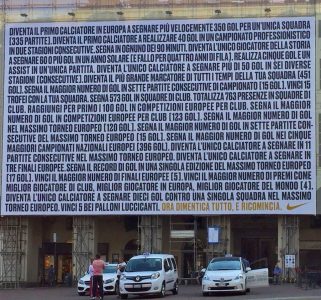 DIVENTA IL PRIMO CALCIATORE IN EUROPA A SEGNARE PIÙ VELOCEMENTE 350 GOL PER UN'UNICA SQUADRA
(335 PARTITE). DIVENTA IL PRIMO CALCIATORE A REALIZZARE 40 GOL IN UN CAMPIONATO PROFESSIONISTICO
IN DUE STAGIONI CONSECUTIVE. SEGNA IN OGNUNO DEI 90 MINUTI. DIVENTA L'UNICO GIOCATORE DELLA STORIA
A SEGNARE 60 O PIÙ GOL IN UN ANNO SOLARE (E FALLO PER QUATTRO ANNI DI FILA). REALIZZA CINQUE GOL E UN
ASSIST IN UN'UNICA PARTITA. DIVENTA L'UNICO CALCIATORE A SEGNARE PIÙ DI 50 GOL IN SEI DIVERSE
STAGIONI (CONSECUTIVE). DIVENTA IL PIÙ GRANDE MARCATORE DI TUTTI I TEMPI DELLA TUA SQUADRA (451
GOL). SEGNA IL MAGGIOR NUMERO DI GOL IN SETTE PARTITE CONSECUTIVE DI CAMPIONATO (15 GOL). VINCI 15
TROFEI CON LA TUA SQUADRA. SEGNA 573 GOL IN SQUADRE DI CLUB. TOTALIZZA 763 PRESENZE IN SQUADRE DI
CLUB. RAGGIUNGI PER PRIMO I 100 GOL IN COMPETIZIONI EUROPEE PER CLUB. SEGNA IL MAGGIOR
NUMERO DI GOL IN COMPETIZIONI EUROPEE PER CLUB (123 GOL). SEGNA IL MAGGIOR NUMERO DI GOL
NEL MASSIMO TORNEO EUROPEO (120 GOL). SEGNA IL MAGGIOR NUMERO DI GOL IN SETTE PARTITE CON-
SECUTIVE DEL MASSIMO TORNEO EUROPEO (15 GOL). SEGNA IL MAGGIOR NUMERO DI GOL NEI CINQUE
MAGGIORI CAMPIONATI NAZIONALI EUROPEI (396 GOL). DIVENTA L'UNICO CALCIATORE A SEGNARE IN 11
PARTITE CONSECUTIVE NEL MASSIMO TORNEO EUROPEO. DIVENTA L'UNICO CALCIATORE A SEGNARE IN
TRE FINALI EUROPEE. SEGNA IL RECORD DI GOL IN UNA SINGOLA EDIZIONE DEL MASSIMO TORNEO EUROPEO
(17 GOL). VINCI IL MAGGIOR NUMERO DI FINALI EUROPEE (5). VINCI IL MAGGIOR NUMERO DI PREMI COME
MIGLIOR GIOCATORE DI CLUB, MIGLIOR GIOCATORE IN EUROPA, MIGLIOR GIOCATORE DEL MONDO (4).
DIVENTA L'UNICO CALCIATORE A SEGNARE DIECI GOL CONTRO UNA SINGOLA SQUADRA NEL MASSIMO
TORNEO EUROPEO. VINCI 5 BEI PALLONI LUCCICANTI. ORA DIMENTICA TUTTO, E RICOMINCIA.